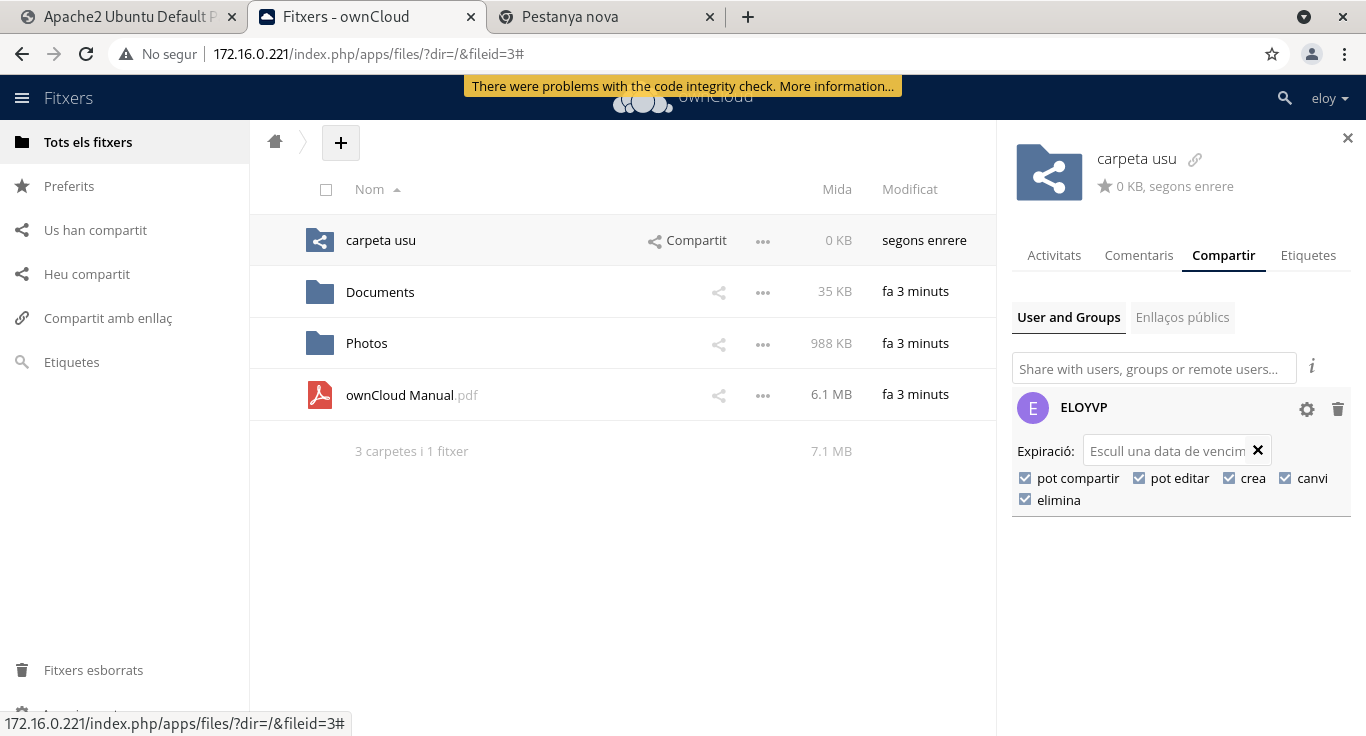 Apache2 Ubuntu Default P
Fitxers - ownCloud
Pestanya nova
No segur
172.16.0.221/index.php/apps/files/?dir=/&fileid=3#
There were problems with the code integrity check. More information...
Fitxers
ownCloud
eloy
Tots els fitxers
Preferits
Us han compartit
Heu compartit
Compartit amb enllaç
Etiquetes
Fitxers esborrats
172.16.0.221/index.php/apps/files/?dir=/&fileid=3#
Nom Mida Modificat
carpeta usu Compartit 0 KB segons enrere
Documents 35 KB fa 3 minuts
Photos 988 KB fa 3 minuts
ownCloud Manual.pdf 6.1 MB fa 3 minuts
3 carpetes i 1 fitxer 7.1 MB
carpeta usu
0 KB, segons enrere
Activitats Comentaris Compartir Etiquetes
User and Groups Enllaços públics
Share with users, groups or remote users...
i
E ELOYVP
Expiració: Escull una data de vencim
pot compartir pot editar crea canvi
elimina